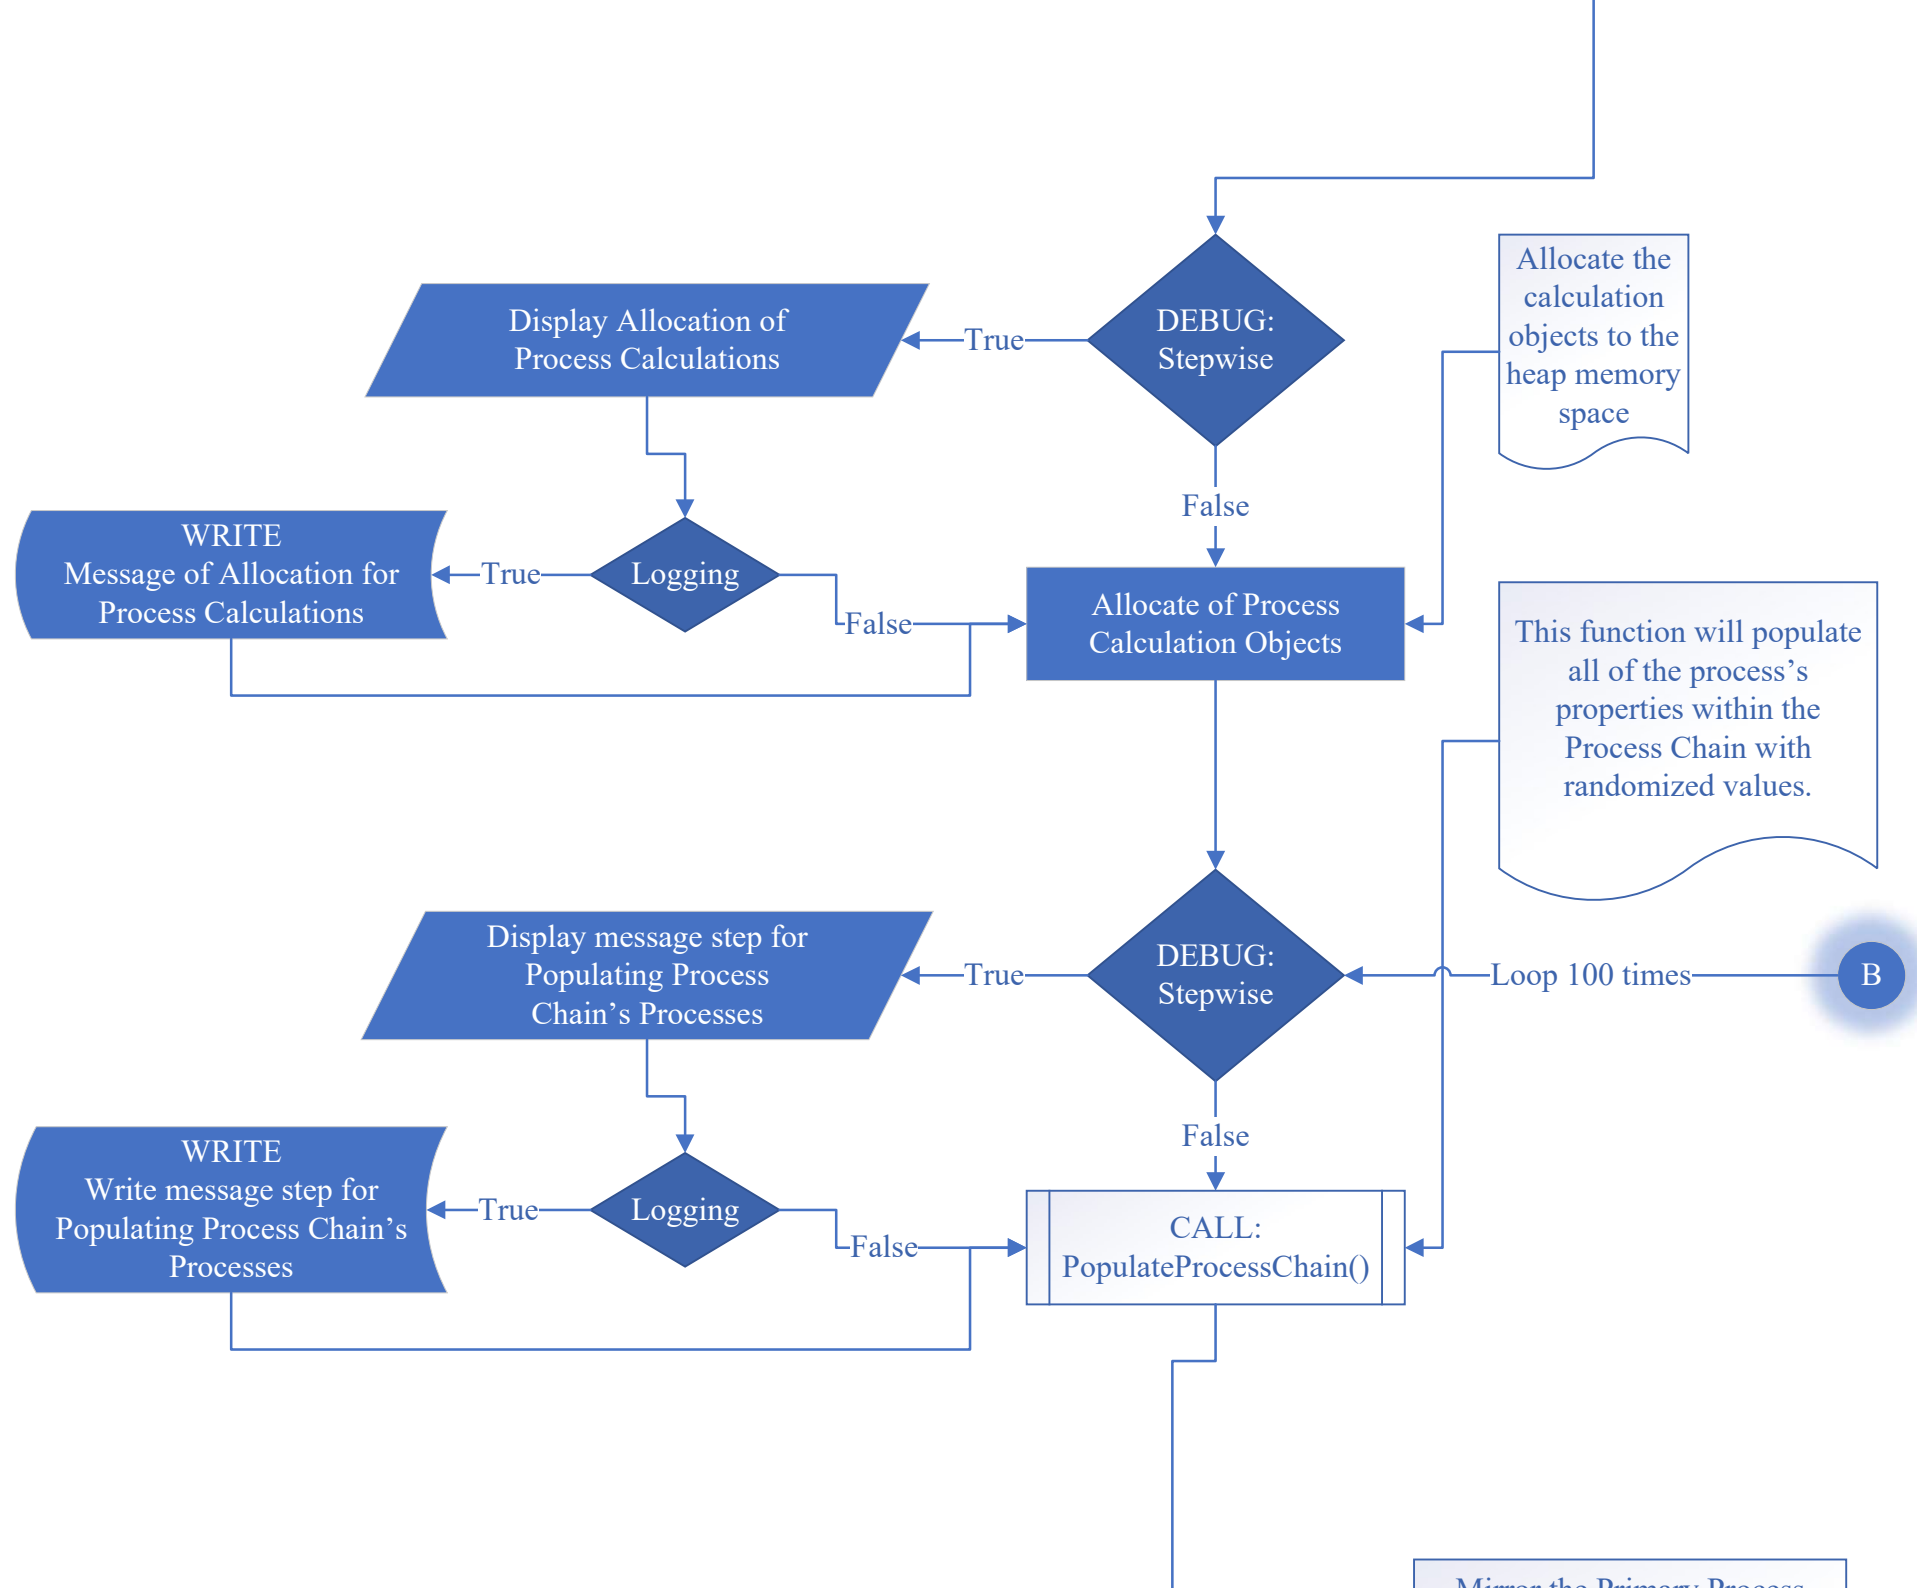 DEBUG:
Stepwise
True
Display Allocation of
Process Calculations
Allocate the
calculation
objects to the
heap memory
space
False
WRITE
Message of Allocation for
Process Calculations
True
Logging
False
Allocate of Process
Calculation Objects
This function will populate
all of the process’s
properties within the
Process Chain with
randomized values.
Display message step for
Populating Process
Chain’s Processes
True
DEBUG:
Stepwise
Loop 100 times
B
False
WRITE
Write message step for
Populating Process Chain’s
Processes
True
Logging
False
CALL:
PopulateProcessChain()
Mirror the Primary Process